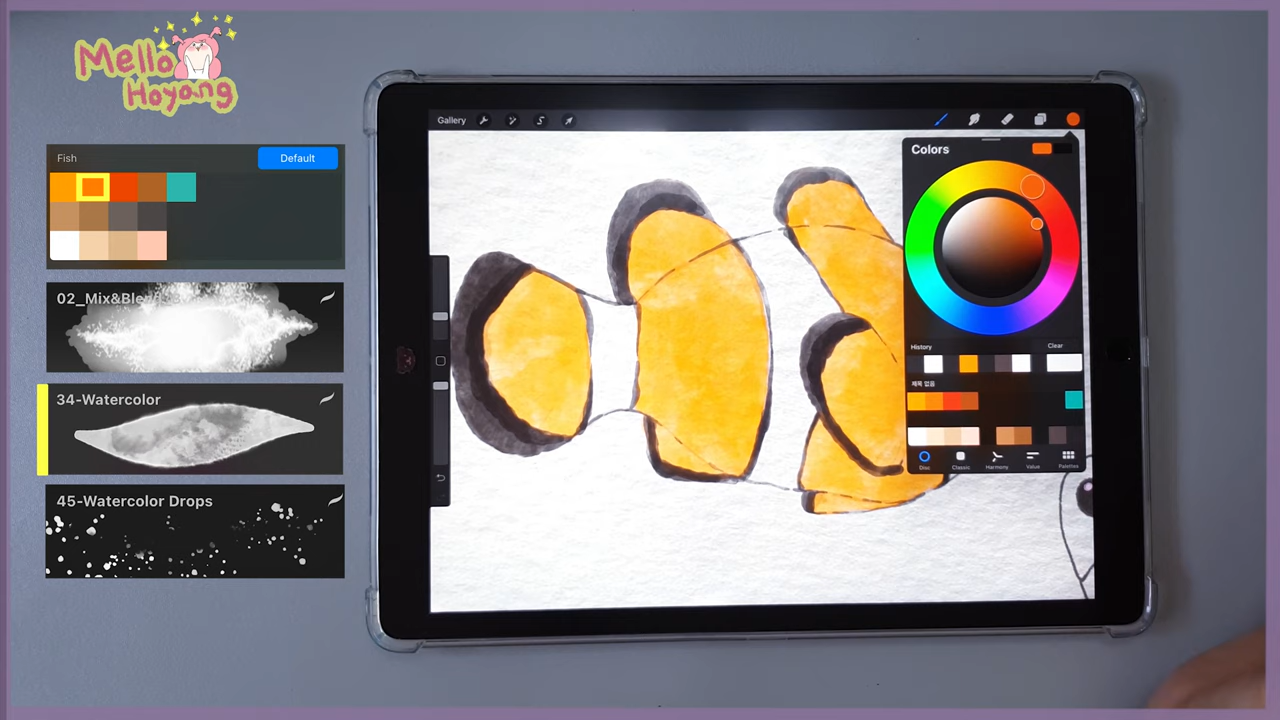 Mello
Hoyang
Fish
Default
02_Mix&Blend
34-Watercolor
45-Watercolor Drops
Gallery
Colors
History
Clear
제목 없음
Disc
Classic
Harmony
Value
Palettes